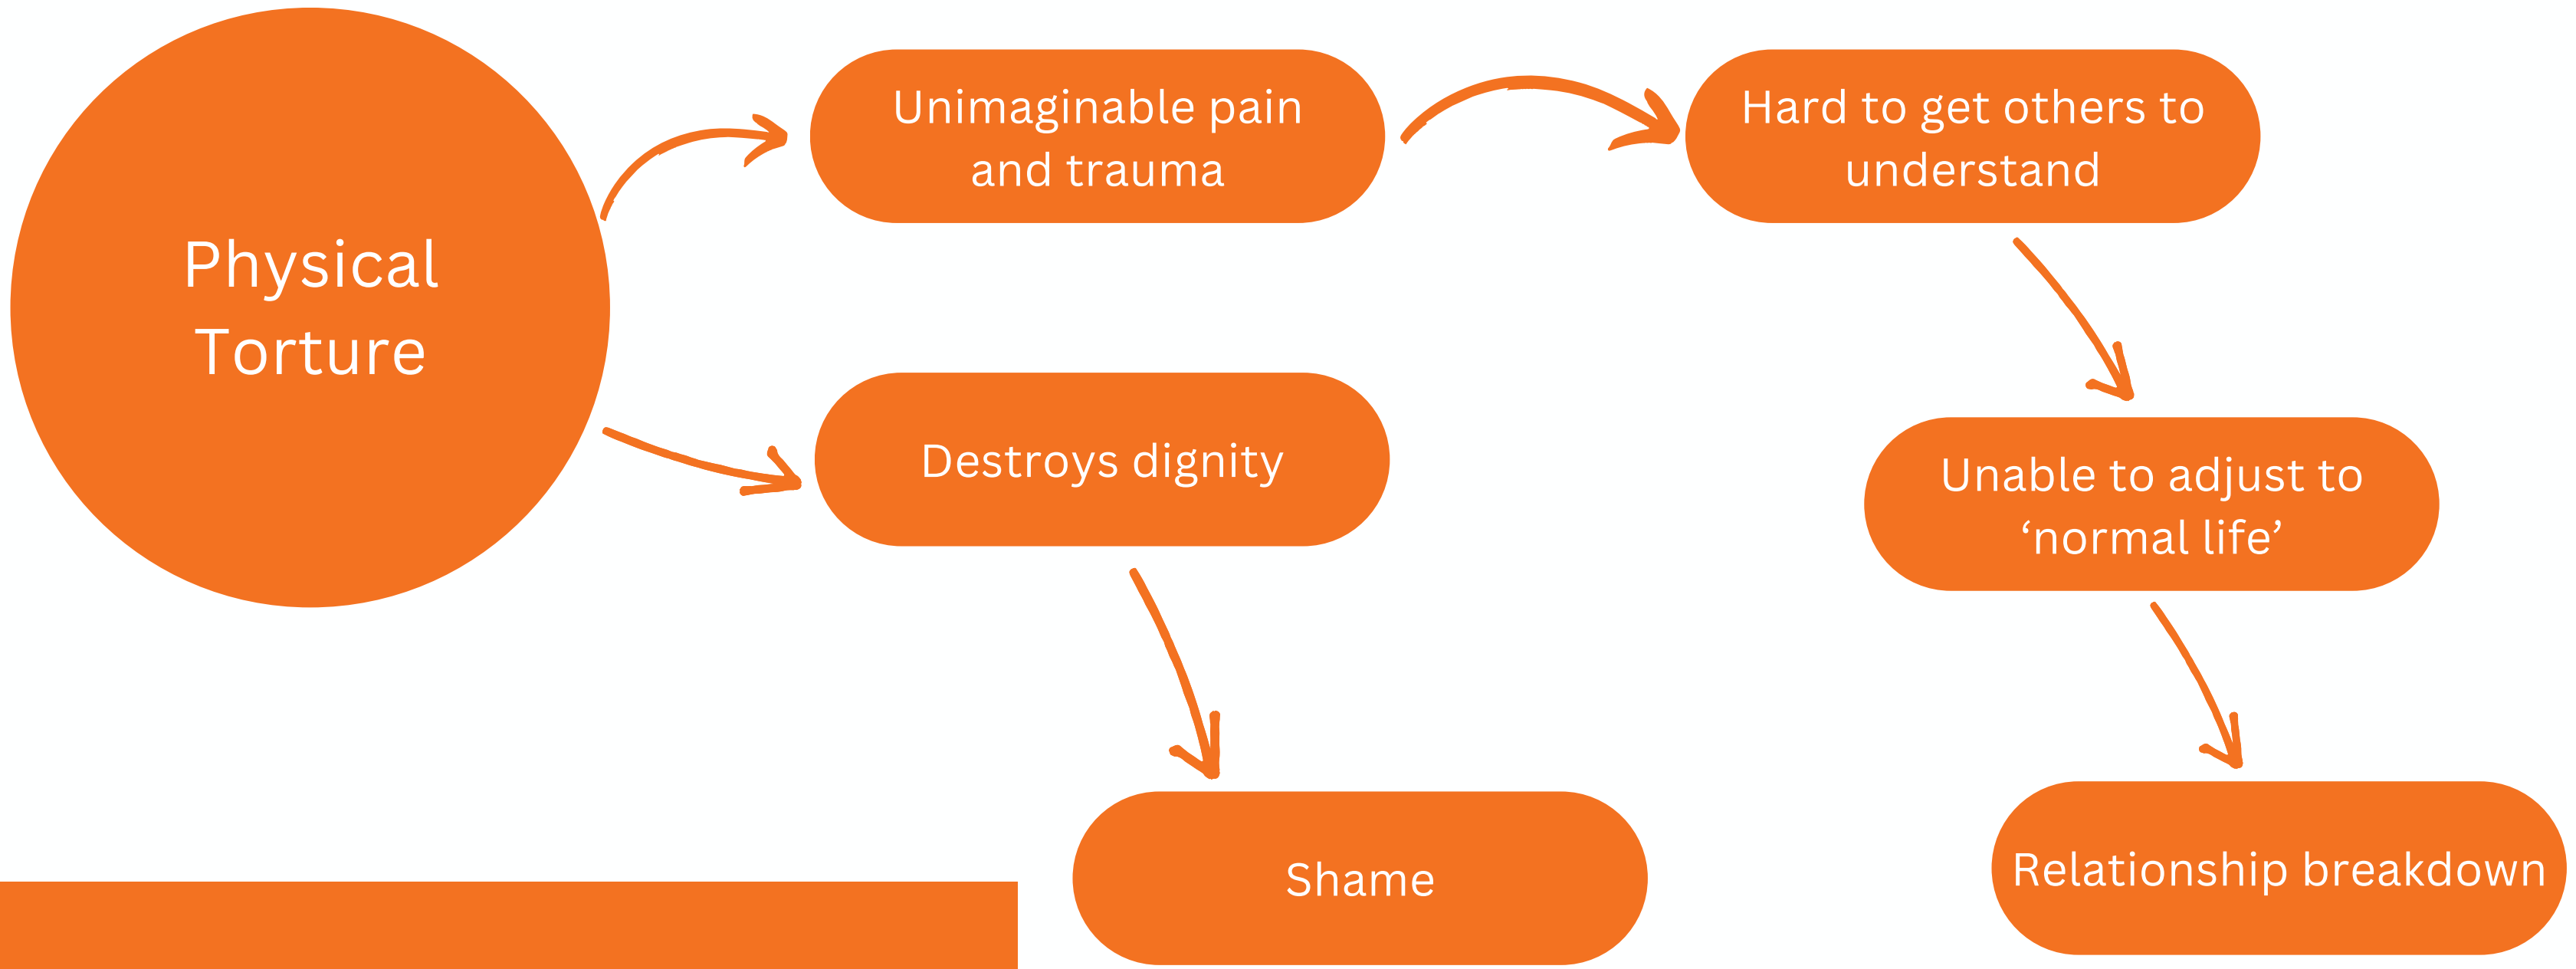 Physical
Torture
Unimaginable pain
and trauma
Hard to get others to
understand
Destroys dignity
Unable to adjust to
‘normal life’
Shame
Relationship breakdown